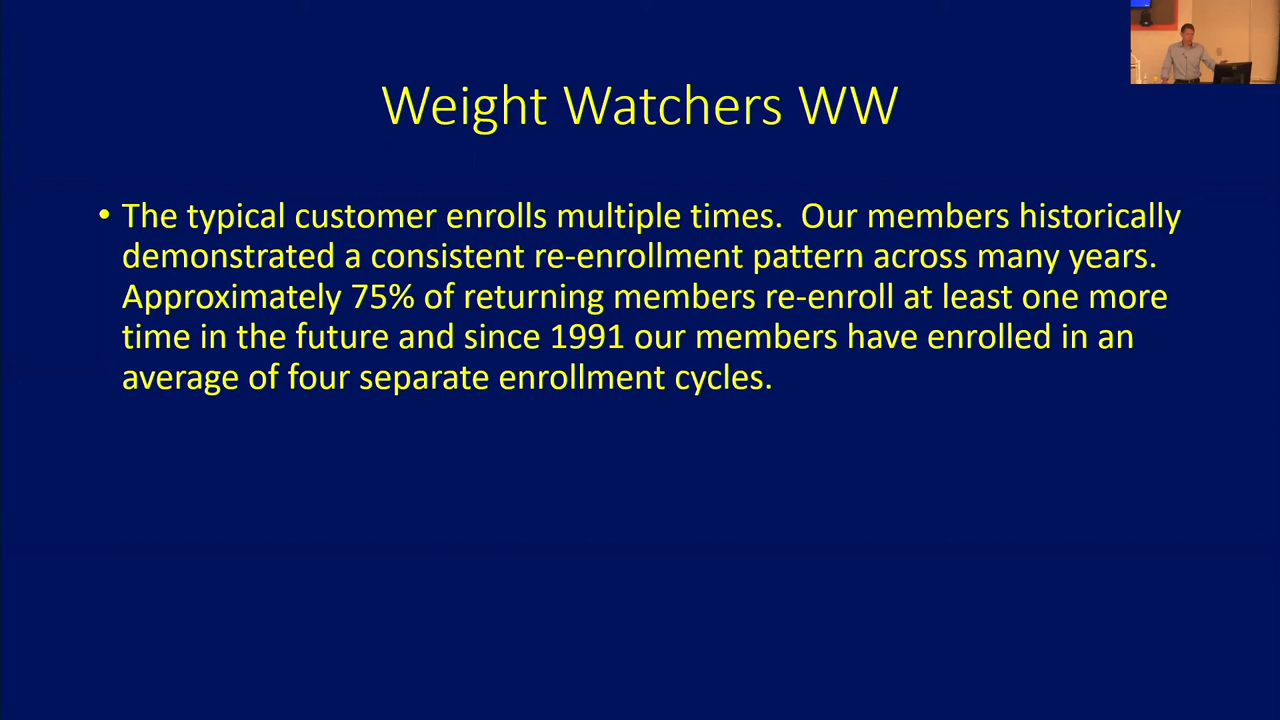 Weight Watchers WW
• The typical customer enrolls multiple times.  Our members historically
demonstrated a consistent re-enrollment pattern across many years.
Approximately 75% of returning members re-enroll at least one more
time in the future and since 1991 our members have enrolled in an
average of four separate enrollment cycles.